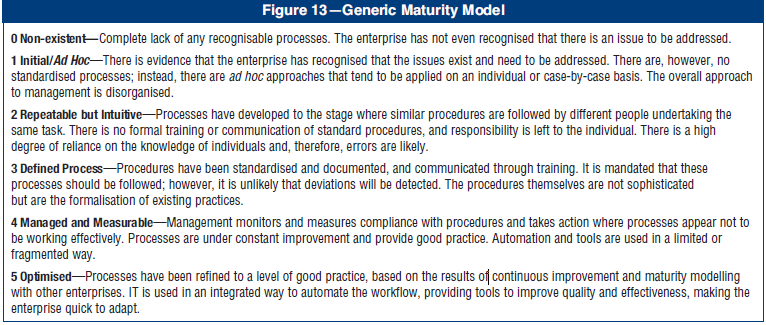 Figure 13—Generic Maturity Model
0 Non-existent—Complete lack of any recognisable processes. The enterprise has not even recognised that there is an issue to be addressed.
1 Initial/Ad Hoc—There is evidence that the enterprise has recognised that the issues exist and need to be addressed. There are, however, no
standardised processes; instead, there are ad hoc approaches that tend to be applied on an individual or case-by-case basis. The overall approach
to management is disorganised.
2 Repeatable but Intuitive—Processes have developed to the stage where similar procedures are followed by different people undertaking the
same task. There is no formal training or communication of standard procedures, and responsibility is left to the individual. There is a high
degree of reliance on the knowledge of individuals and, therefore, errors are likely.
3 Defined Process—Procedures have been standardised and documented, and communicated through training. It is mandated that these
processes should be followed; however, it is unlikely that deviations will be detected. The procedures themselves are not sophisticated
but are the formalisation of existing practices.
4 Managed and Measurable—Management monitors and measures compliance with procedures and takes action where processes appear not to
be working effectively. Processes are under constant improvement and provide good practice. Automation and tools are used in a limited or
fragmented way.
5 Optimised—Processes have been refined to a level of good practice, based on the results of continuous improvement and maturity modelling
with other enterprises. IT is used in an integrated way to automate the workflow, providing tools to improve quality and effectiveness, making the
enterprise quick to adapt.